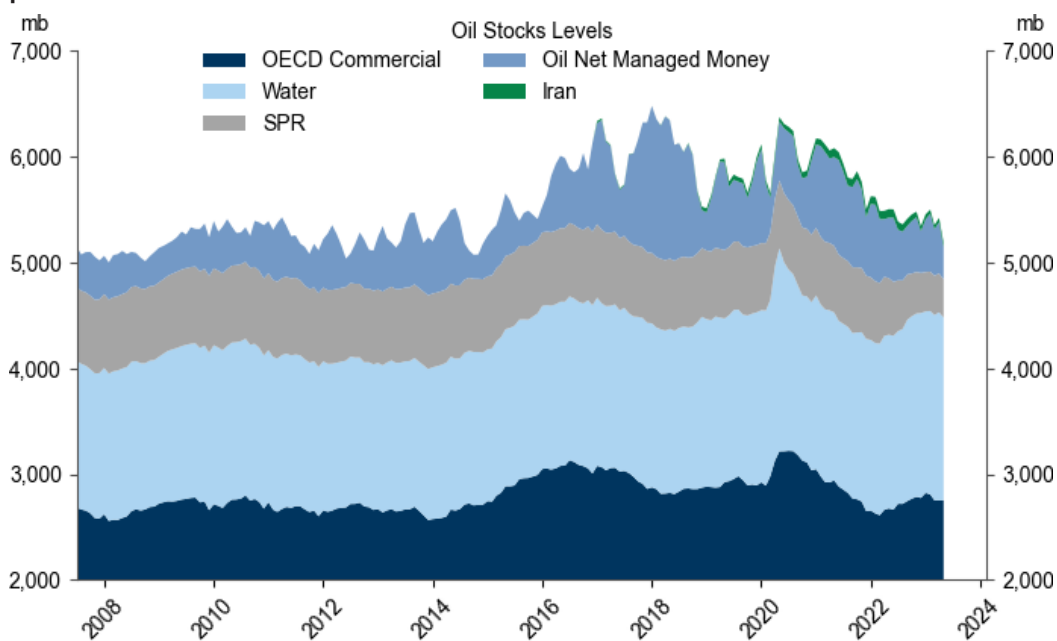 mb
mb
Oil Stocks Levels
7,000
7,000
OECD Commercial
Oil Net Managed Money
Water
Iran
SPR
6,000
6,000
5,000
5,000
4,000
4,000
3,000
3,000
2,000
2,000
2008
2010
2012
2014
2016
2018
2020
2022
2024